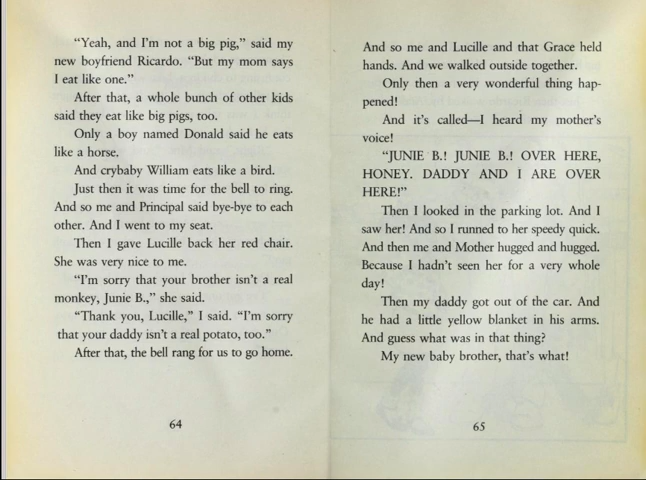 “Yeah, and I’m not a big pig,” said my
new boyfriend Ricardo. “But my mom says
I eat like one.”
After that, a whole bunch of other kids
said they eat like big pigs, too.
Only a boy named Donald said he eats
like a horse.
And crybaby William eats like a bird.
Just then it was time for the bell to ring.
And so me and Principal said bye-bye to each
other. And I went to my seat.
Then I gave Lucille back her red chair.
She was very nice to me.
“I’m sorry that your brother isn’t a real
monkey, Junie B.,” she said.
“Thank you, Lucille,” I said. “I’m sorry
that your daddy isn’t a real potato, too.”
After that, the bell rang for us to go home.
64
And so me and Lucille and that Grace held
hands. And we walked outside together.
Only then a very wonderful thing hap-
pened!
And it’s called—I heard my mother’s
voice!
“JUNIE B.! JUNIE B.! OVER HERE,
HONEY. DADDY AND I ARE OVER
HERE!”
Then I looked in the parking lot. And I
saw her! And so I runned to her speedy quick.
And then me and Mother hugged and hugged.
Because I hadn’t seen her for a very whole
day!
Then my daddy got out of the car. And
he had a little yellow blanket in his arms.
And guess what was in that thing?
My new baby brother, that’s what!
65